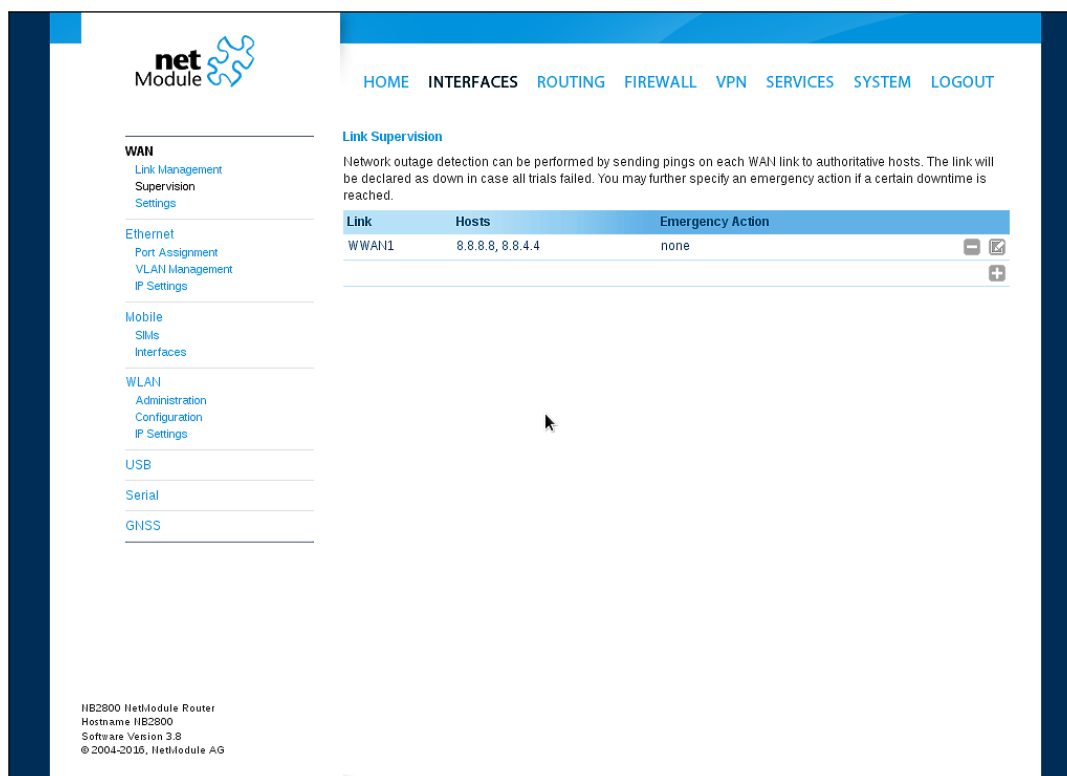 net
Module
HOME INTERFACES ROUTING FIREWALL VPN SERVICES SYSTEM LOGOUT
WAN
Link Management
Supervision
Settings
Ethernet
Port Assignment
VLAN Management
IP Settings
Mobile
SIMs
Interfaces
WLAN
Administration
Configuration
IP Settings
USB
Serial
GNSS
Link Supervision
Network outage detection can be performed by sending pings on each WAN link to authoritative hosts. The link will
be declared as down in case all trials failed. You may further specify an emergency action if a certain downtime is
reached.
Link Hosts Emergency Action
WWAN1 8.8.8.8, 8.8.4.4 none
NB2800 NetModule Router
Hostname NB2800
Software Version 3.8
© 2004-2016, NetModule AG